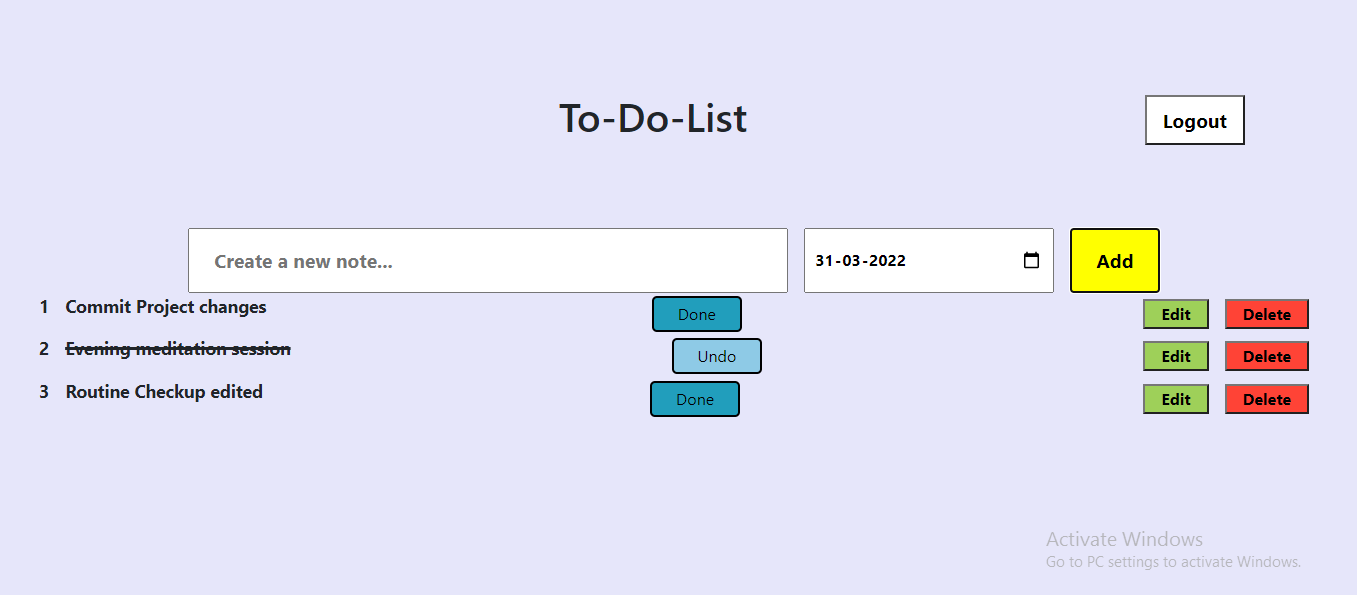 To-Do-List
Logout
Create a new note...
31-03-2022
Add
1 Commit Project changes Done Edit Delete
2 Evening meditation session Undo Edit Delete
3 Routine Checkup edited Done Edit Delete
Activate Windows
Go to PC settings to activate Windows.